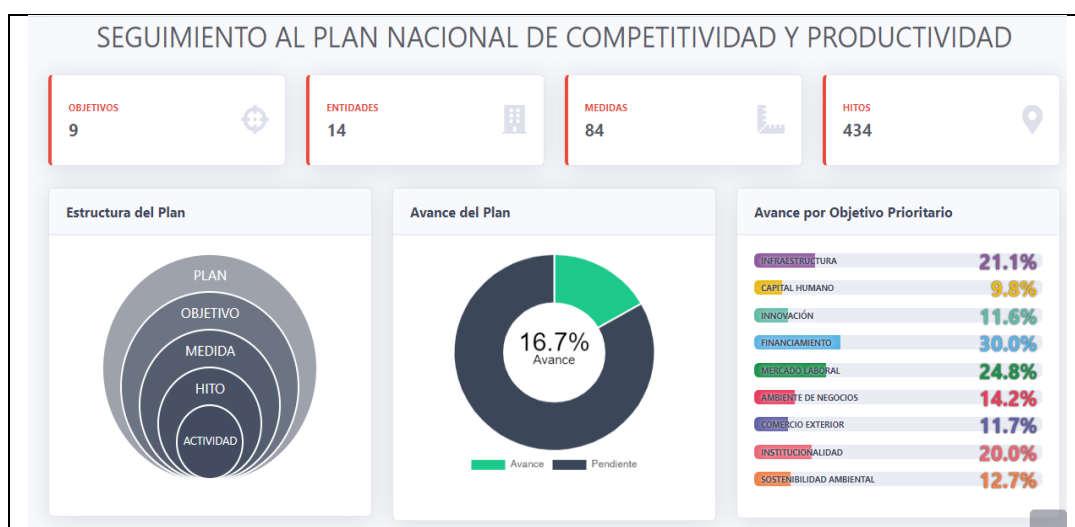 SEGUIMIENTO AL PLAN NACIONAL DE COMPETITIVIDAD Y PRODUCTIVIDAD
OBJETIVOS
9
ENTIDADES
14
MEDIDAS
84
HITOS
434
Estructura del Plan
PLAN
OBJETIVO
MEDIDA
HITO
ACTIVIDAD
Avance del Plan
16.7%
Avance
Avance Pendiente
Avance por Objetivo Prioritario
INFRAESTRUCTURA 21.1%
CAPITAL HUMANO 9.8%
INNOVACIÓN 11.6%
FINANCIAMIENTO 30.0%
MERCADO LABORAL 24.8%
AMBIENTE DE NEGOCIOS 14.2%
COMERCIO EXTERIOR 11.7%
INSTITUCIONALIDAD 20.0%
SOSTENIBILIDAD AMBIENTAL 12.7%